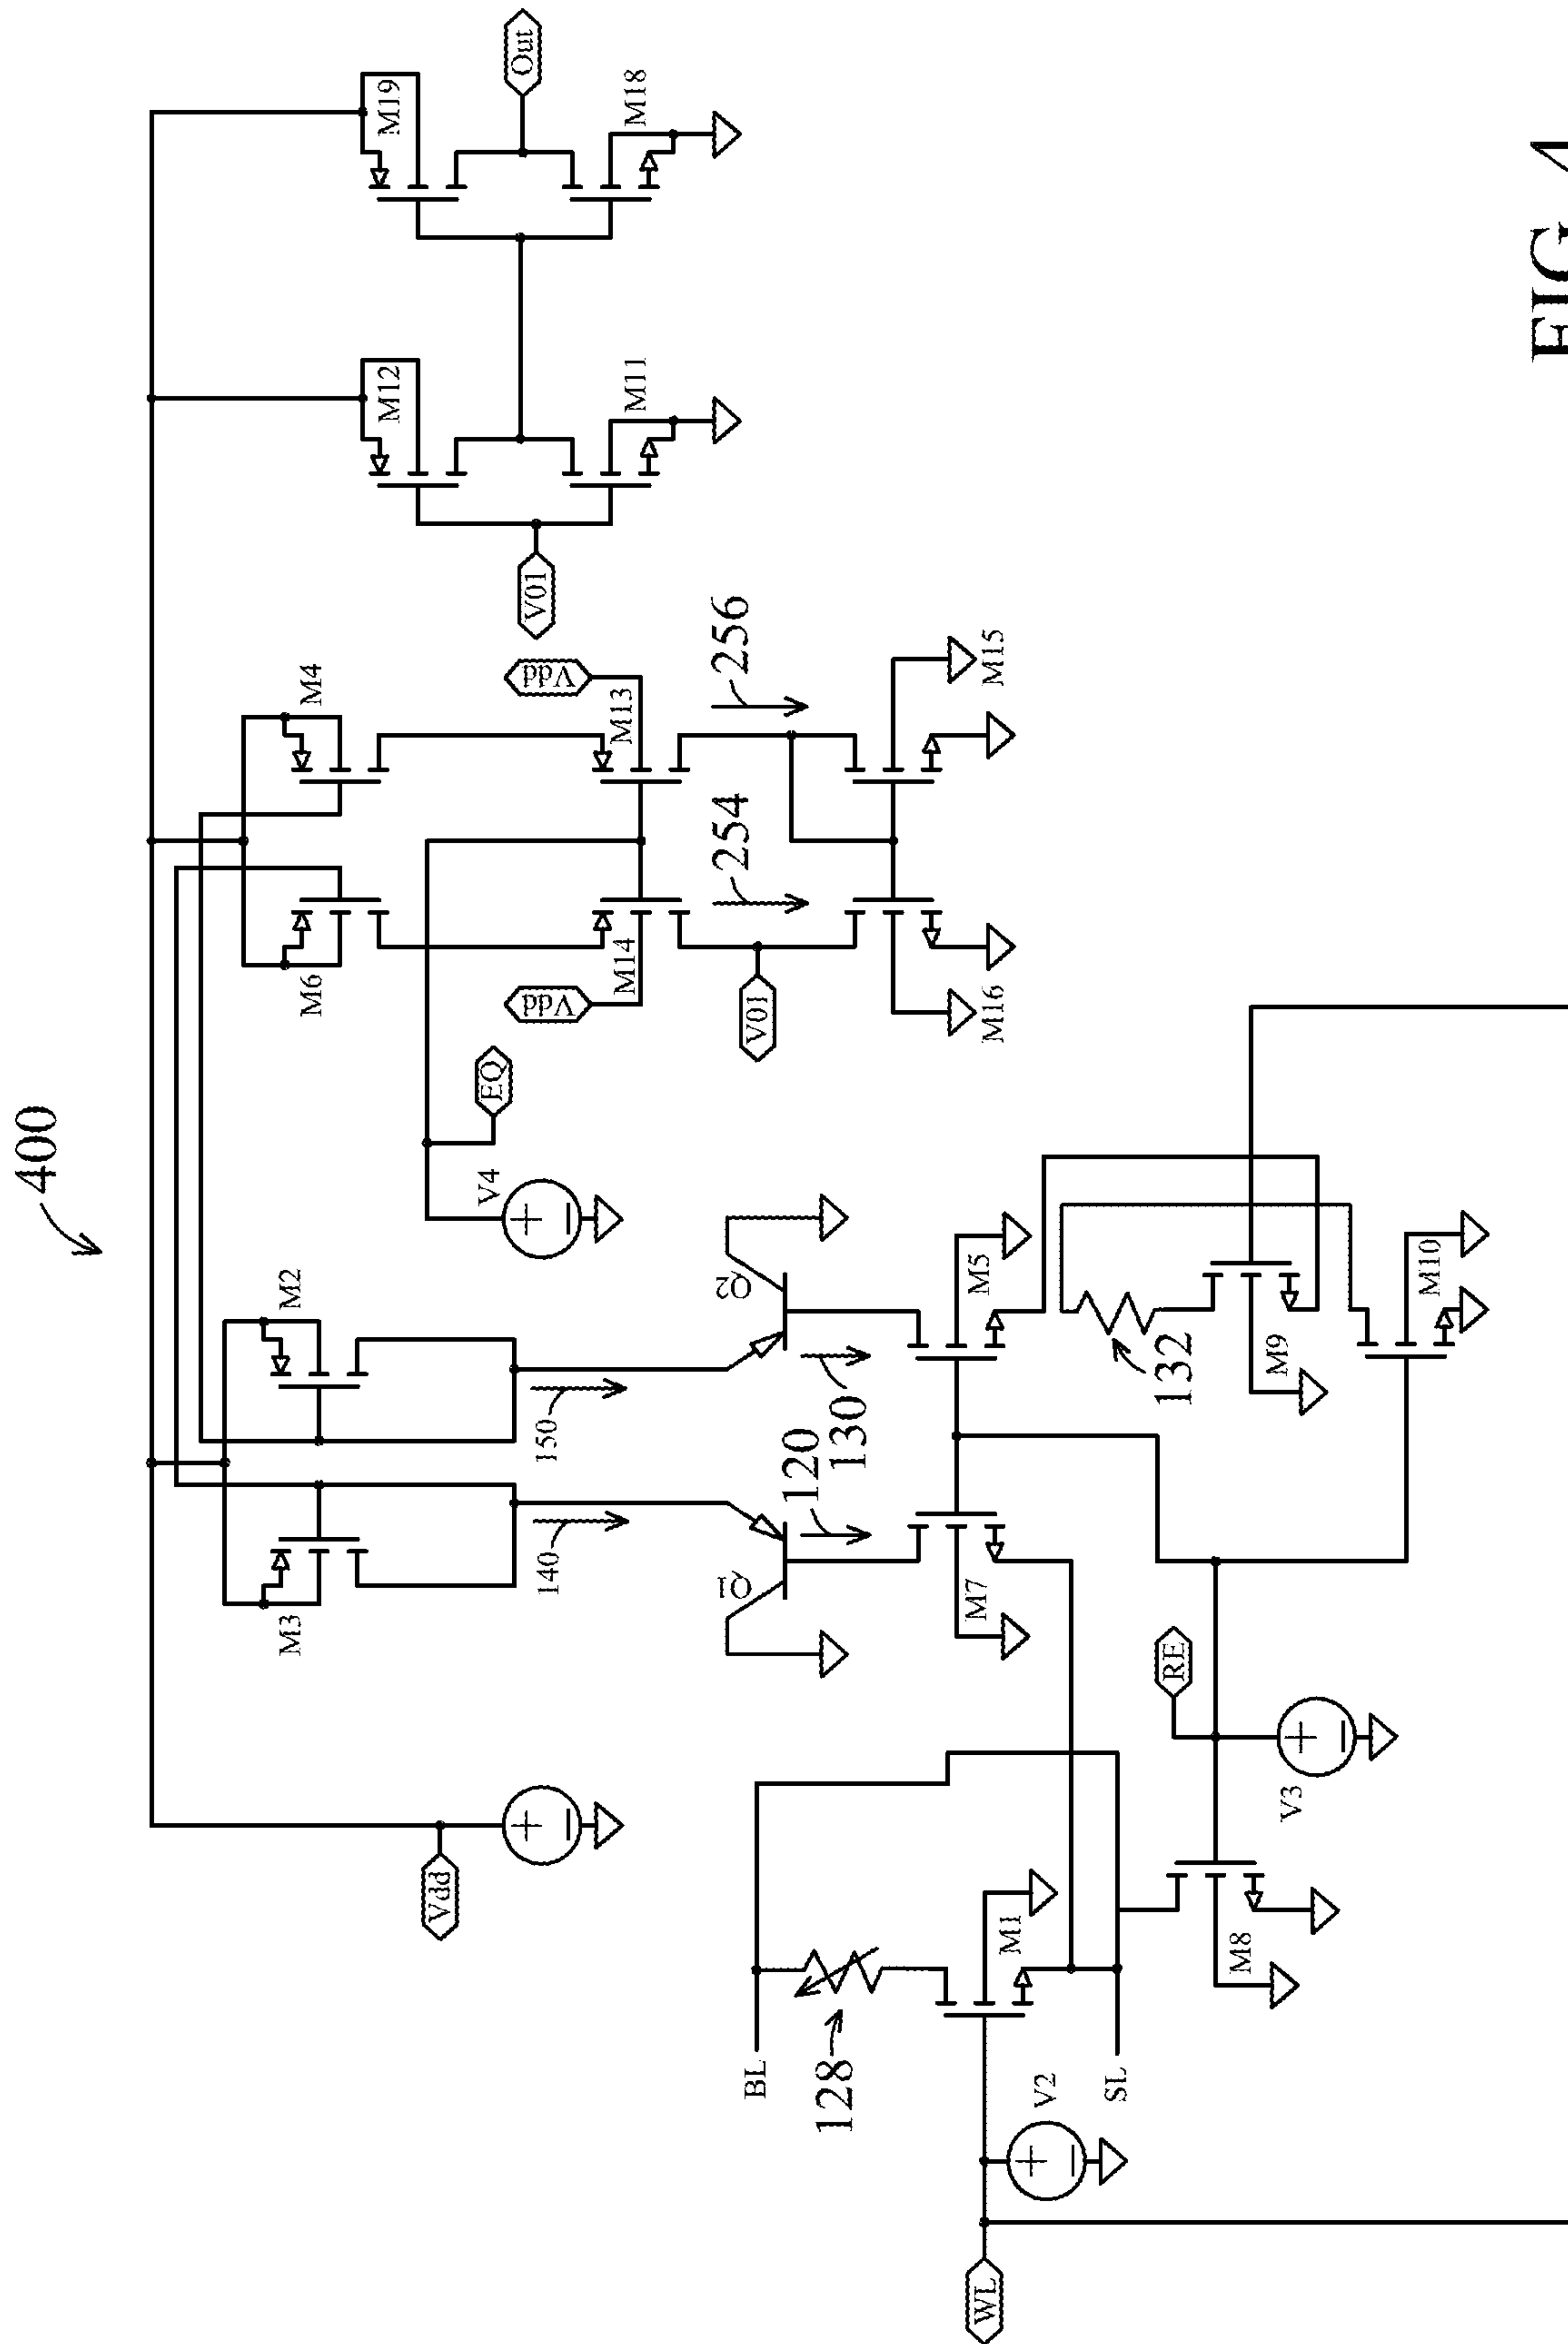 400
M19
Out
M18
M12
M11
V01
M4
M6
Vdd
M13
Vdd
M14
256
254
V01
M15
M16
EQ
V4
M2
M3
150
140
Q2
Q1
120
130
M5
M7
132
M9
M10
RE
V3
Vdd
BL
128
M1
M8
V2
SL
WL
FIG. 4